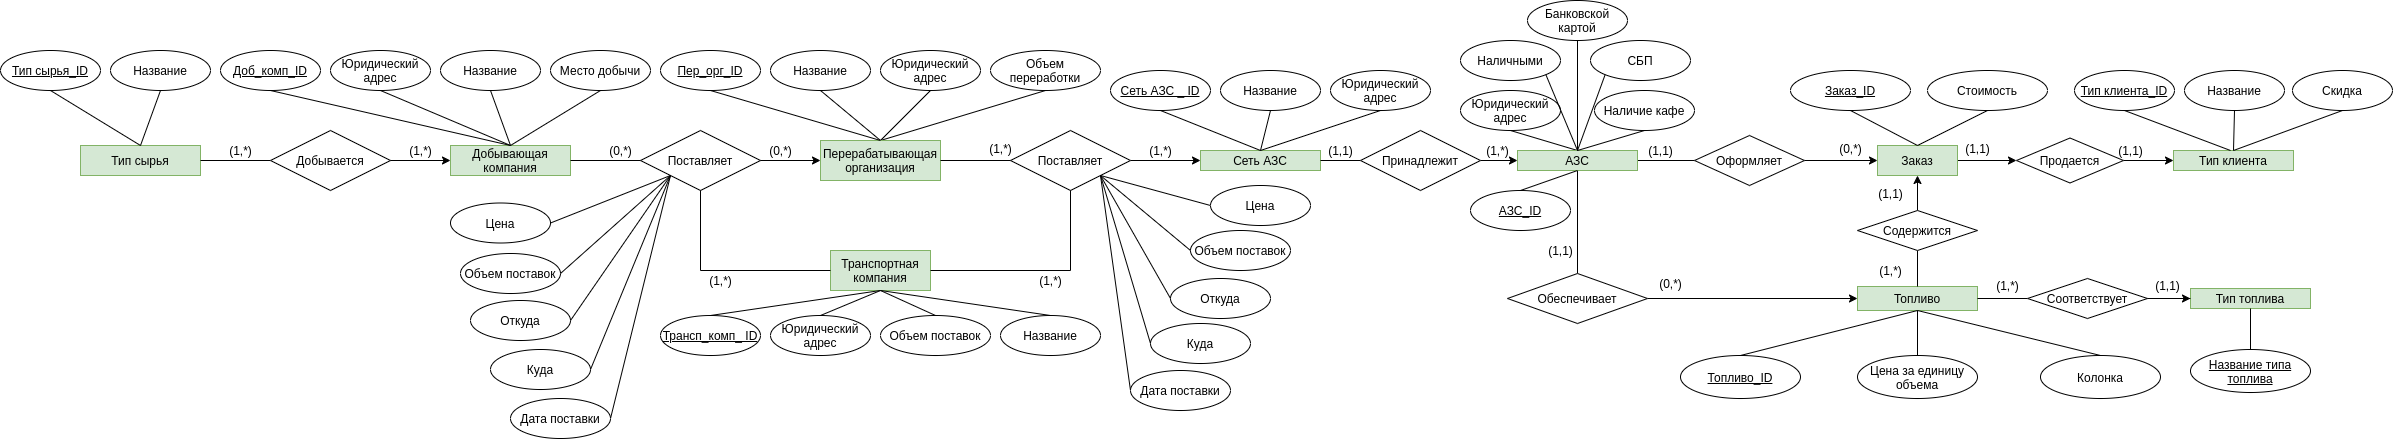 Тип сырья_ID
Название
Доб_комп_ID
Юридический
адрес
Название
Место добычи
Пер_орг_ID
Название
Юридический
адрес
Объем
переработки
Сеть АЗС _ ID
Название
Юридический
адрес
Банковской
картой
Наличными
СБП
Юридический
адрес
Наличие кафе
Заказ_ID
Стоимость
Тип клиента_ID
Название
Скидка
Тип сырья
(1,*)
Добывается
(1,*)
Добывающая
компания
(0,*)
Поставляет
(0,*)
Перерабатывающая
организация
(1,*)
Поставляет
(1,*)
Сеть АЗС
(1,1)
Принадлежит
(1,*)
АЗС
(1,1)
Оформляет
(0,*)
Заказ
(1,1)
Продается
(1,1)
Тип клиента
Цена
Объем поставок
Откуда
Куда
Дата поставки
(1,*)
Транспортная
компания
(1,*)
Трансп_комп_ID
Юридический
адрес
Объем поставок
Название
Цена
Объем поставок
Откуда
Куда
Дата поставки
АЗС_ID
(1,1)
Обеспечивает
(0,*)
(1,1)
Содержится
(1,*)
Топливо
(1,*)
Соответствует
(1,1)
Тип топлива
Топливо_ID
Цена за единицу
объема
Колонка
Название типа
топлива